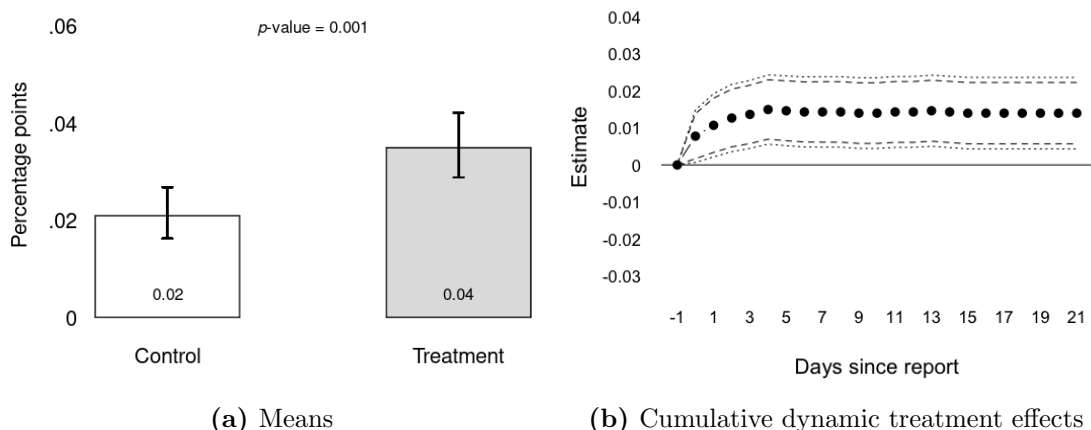 .06
p-value = 0.001
.04
.02
0
Percentage points
0.02
0.04
Control
Treatment
(a) Means
0.04
0.03
0.02
0.01
0
-0.01
-0.02
-0.03
Estimate
-1 1 3 5 7 9 11 13 15 17 19 21
Days since report
(b) Cumulative dynamic treatment effects